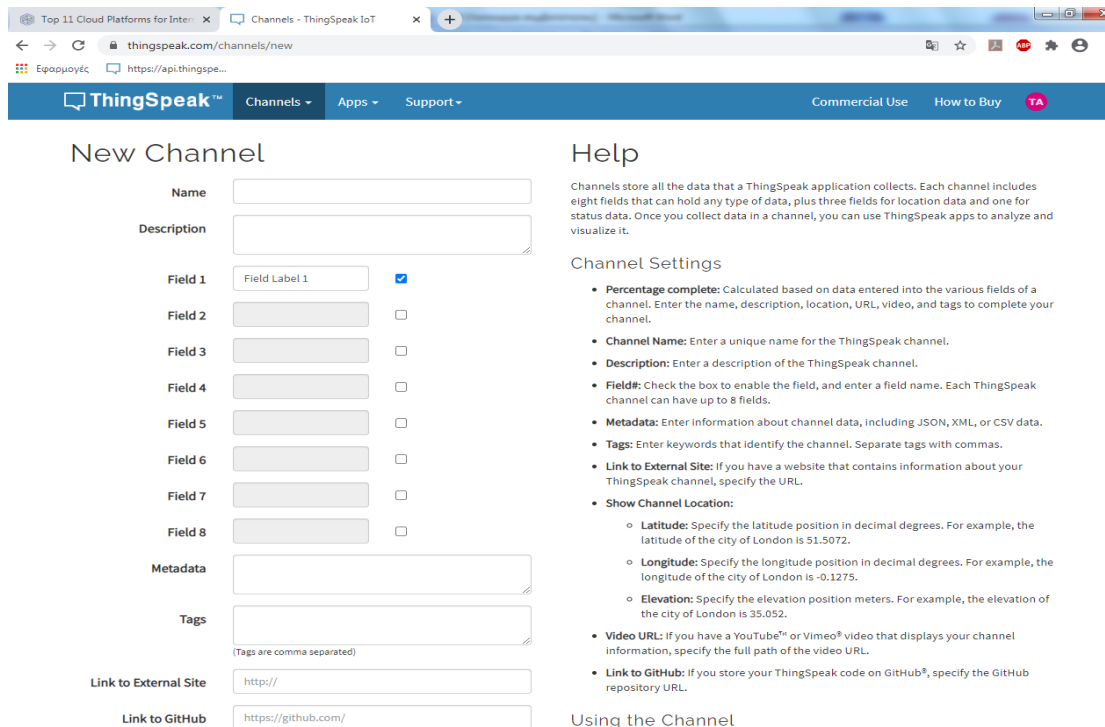 Top 11 Cloud Platforms for Inter
Channels - ThingSpeak IoT
thingspeak.com/channels/new
ABP
Εφαρμογές
https://api.thingspe...
ThingSpeak™
Channels
Apps
Support
Commercial Use
How to Buy
TA
New Channel
Name
Description
Field 1
Field Label 1
Field 2
Field 3
Field 4
Field 5
Field 6
Field 7
Field 8
Metadata
Tags
(Tags are comma separated)
Link to External Site
http://
Link to GitHub
https://github.com/
Help
Channels store all the data that a ThingSpeak application collects. Each channel includes
eight fields that can hold any type of data, plus three fields for location data and one for
status data. Once you collect data in a channel, you can use ThingSpeak apps to analyze and
visualize it.
Channel Settings
• Percentage complete: Calculated based on data entered into the various fields of a
channel. Enter the name, description, location, URL, video, and tags to complete your
channel.
• Channel Name: Enter a unique name for the ThingSpeak channel.
• Description: Enter a description of the ThingSpeak channel.
• Field#: Check the box to enable the field, and enter a field name. Each ThingSpeak
channel can have up to 8 fields.
• Metadata: Enter information about channel data, including JSON, XML, or CSV data.
• Tags: Enter keywords that identify the channel. Separate tags with commas.
• Link to External Site: If you have a website that contains information about your
ThingSpeak channel, specify the URL.
• Show Channel Location:
○ Latitude: Specify the latitude position in decimal degrees. For example, the
latitude of the city of London is 51.5072.
○ Longitude: Specify the longitude position in decimal degrees. For example, the
longitude of the city of London is -0.1275.
○ Elevation: Specify the elevation position meters. For example, the elevation of
the city of London is 35.052.
• Video URL: If you have a YouTube™ or Vimeo® video that displays your channel
information, specify the full path of the video URL.
• Link to GitHub: If you store your ThingSpeak code on GitHub®, specify the GitHub
repository URL.
Using the Channel